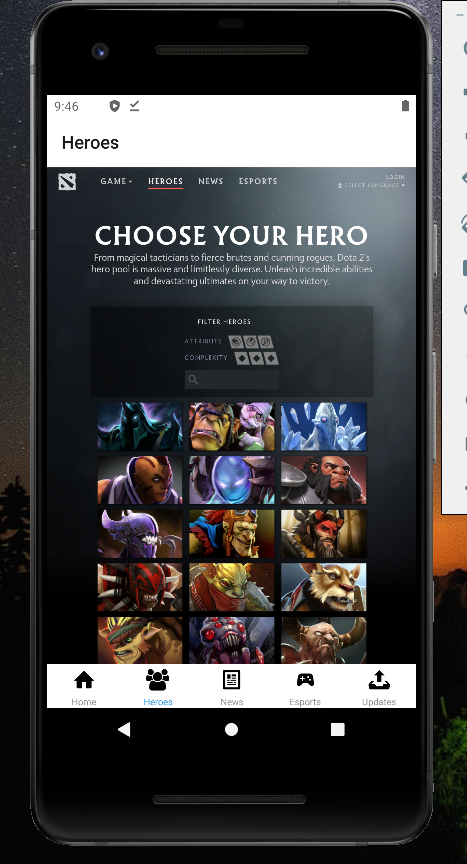 9:46
Heroes
GAME HEROES NEWS ESPORTS
LOGIN
SELECT LANGUAGE
CHOOSE YOUR HERO
From magical tacticians to fierce brutes and cunning rogues, Dota 2's
hero pool is massive and limitlessly diverse. Unleash incredible abilities
and devastating ultimates on your way to victory.
FILTER HEROES
ATTRIBUTE
COMPLEXITY
Home Heroes News Esports Updates